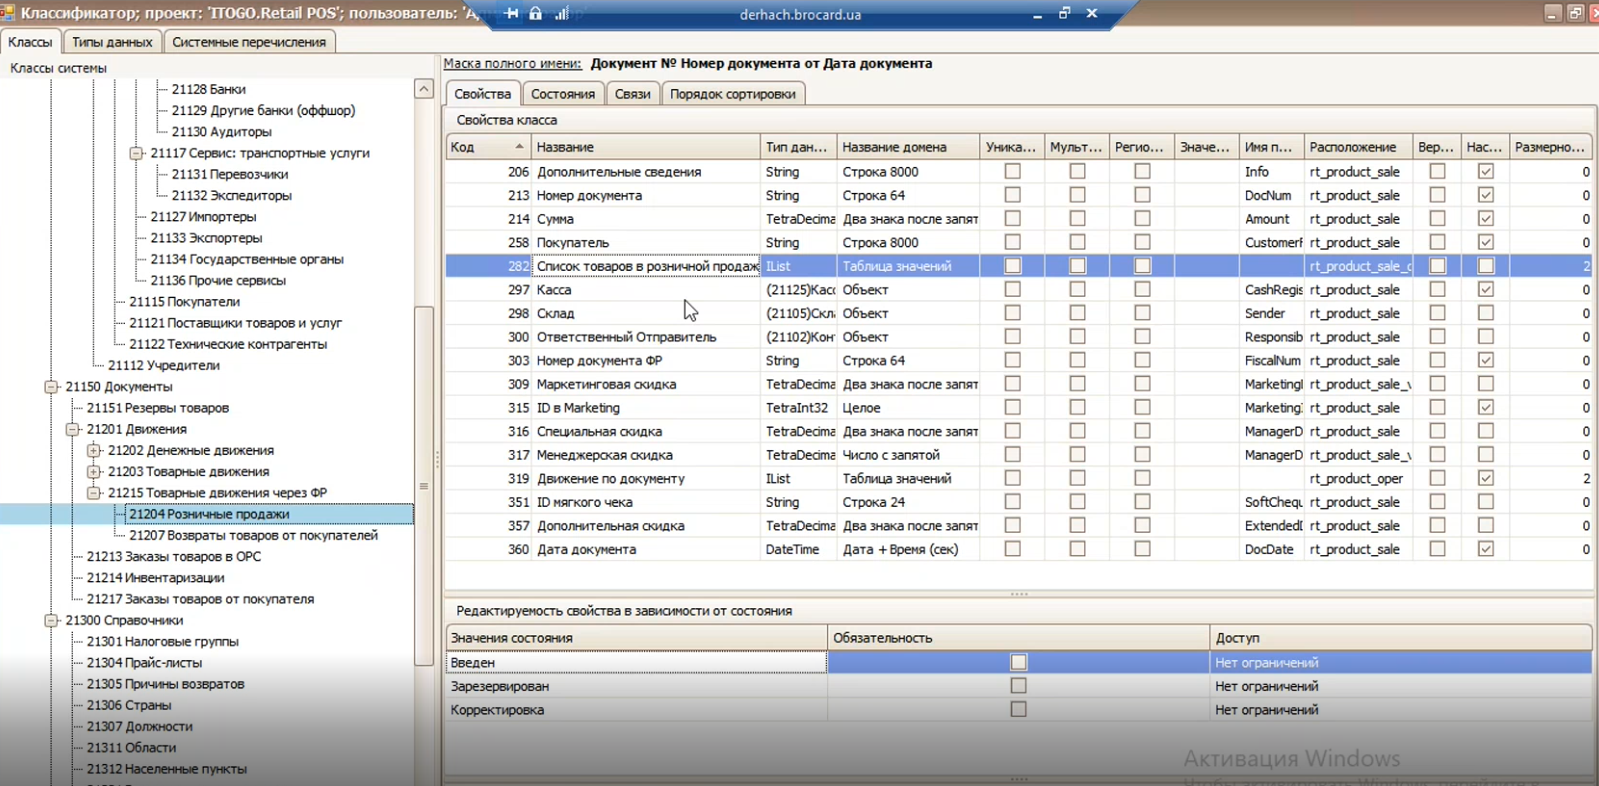 Классификатор; проект: 'ITOGO.Retail POS'; пользователь:
derhach.brocard.ua
Классы
Типы данных
Системные перечисления
Классы системы
21128 Банки
21129 Другие банки (оффшор)
21130 Аудиторы
21117 Сервис: транспортные услуги
21131 Перевозчики
21132 Экспедиторы
21127 Импортеры
21133 Экспортеры
21134 Государственные органы
21136 Прочие сервисы
21115 Покупатели
21121 Поставщики товаров и услуг
21122 Технические контрагенты
21112 Учредители
21150 Документы
21151 Резервы товаров
21201 Движения
21202 Денежные движения
21203 Товарные движения
21215 Товарные движения через ФР
21204 Розничные продажи
21207 Возвраты товаров от покупателей
21213 Заказы товаров в ОРС
21214 Инвентаризации
21217 Заказы товаров от покупателя
21300 Справочники
21301 Налоговые группы
21304 Прайс-листы
21305 Причины возвратов
21306 Страны
21307 Должности
21311 Области
21312 Населенные пункты
Маска полного имени: Документ № Номер документа от Дата документа
Свойства
Состояния
Связи
Порядок сортировки
Свойства класса
Код Название Тип дан... Название домена Уника... Мульт... Регио... Значе... Имя п... Расположение Вер... Нас... Размерно...
206 Дополнительные сведения String Строка 8000 Info rt_product_sale 0
213 Номер документа String Строка 64 DocNum rt_product_sale 0
214 Сумма TetraDecima Два знака после запят Amount rt_product_sale 0
258 Покупатель String Строка 8000 CustomerF rt_product_sale 0
282 Список товаров в розничной продаж IList Таблица значений rt_product_sale_ 2
297 Касса (21125)Касс Объект CashRegis rt_product_sale 0
298 Склад (21105)Скл Объект Sender rt_product_sale 0
300 Ответственный Отправитель (21102)Кон Объект Responsib rt_product_sale 0
303 Номер документа ФР String Строка 64 FiscalNum rt_product_sale 0
309 Маркетинговая скидка TetraDecima Два знака после запят Marketing rt_product_sale_v 0
315 ID в Marketing TetraInt32 Целое Marketing rt_product_sale 0
316 Специальная скидка TetraDecima Два знака после запят ManagerD rt_product_sale 0
317 Менеджерская скидка TetraDecima Число с запятой ManagerD rt_product_sale_v 0
319 Движение по документу IList Таблица значений rt_product_oper 2
351 ID мягкого чека String Строка 24 SoftChequ rt_product_sale 0
357 Дополнительная скидка TetraDecima Два знака после запят Extended rt_product_sale 0
360 Дата документа DateTime Дата + Время (сек) DocDate rt_product_sale 0
Редактируемость свойства в зависимости от состояния
Значения состояния Обязательность Доступ
Введен Нет ограничений
Зарезервирован Нет ограничений
Корректировка Нет ограничений
Активация Windows